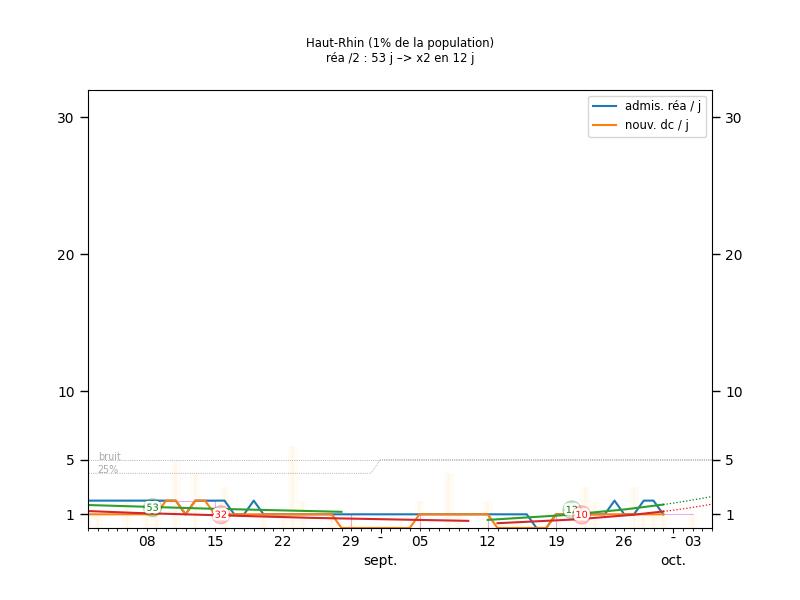 Haut-Rhin (1% de la population)
réa /2 : 53 j –> x2 en 12 j
admis. réa / j
nouv. dc / j
30 30
20 20
10 10
bruit
5 5
25%
53 12
1 32 10 1
08 15 22 29 - 05 12 19 26 - 03
sept. oct.